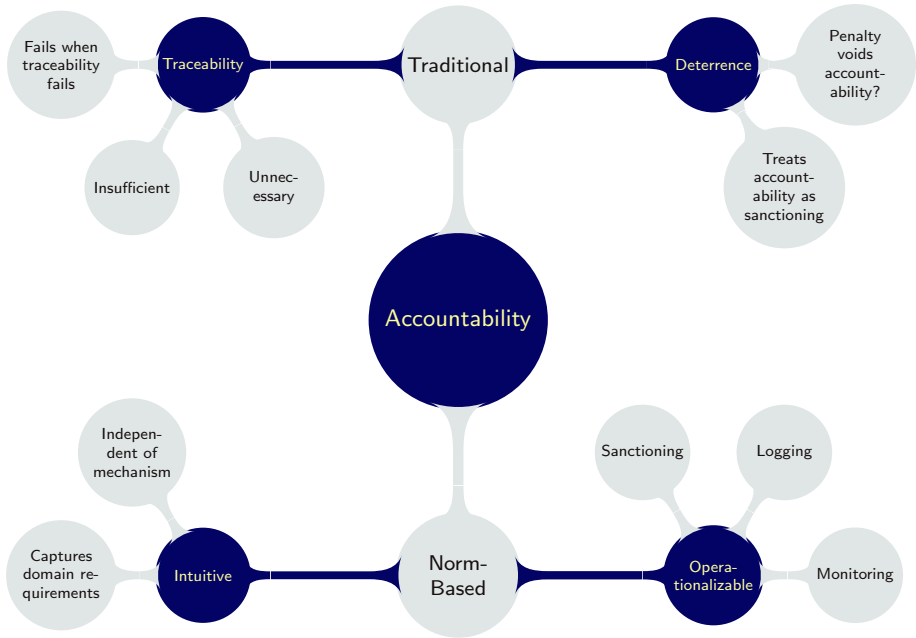 Fails when
traceability
fails
Traceability
Insufficient
Unnec-
essary
Traditional
Deterrence
Penalty
voids
account-
ability?
Treats
account-
ability as
sanctioning
Accountability
Indepen-
dent of
mechanism
Captures
domain re-
quirements
Intuitive
Norm-
Based
Sanctioning
Logging
Opera-
tionalizable
Monitoring